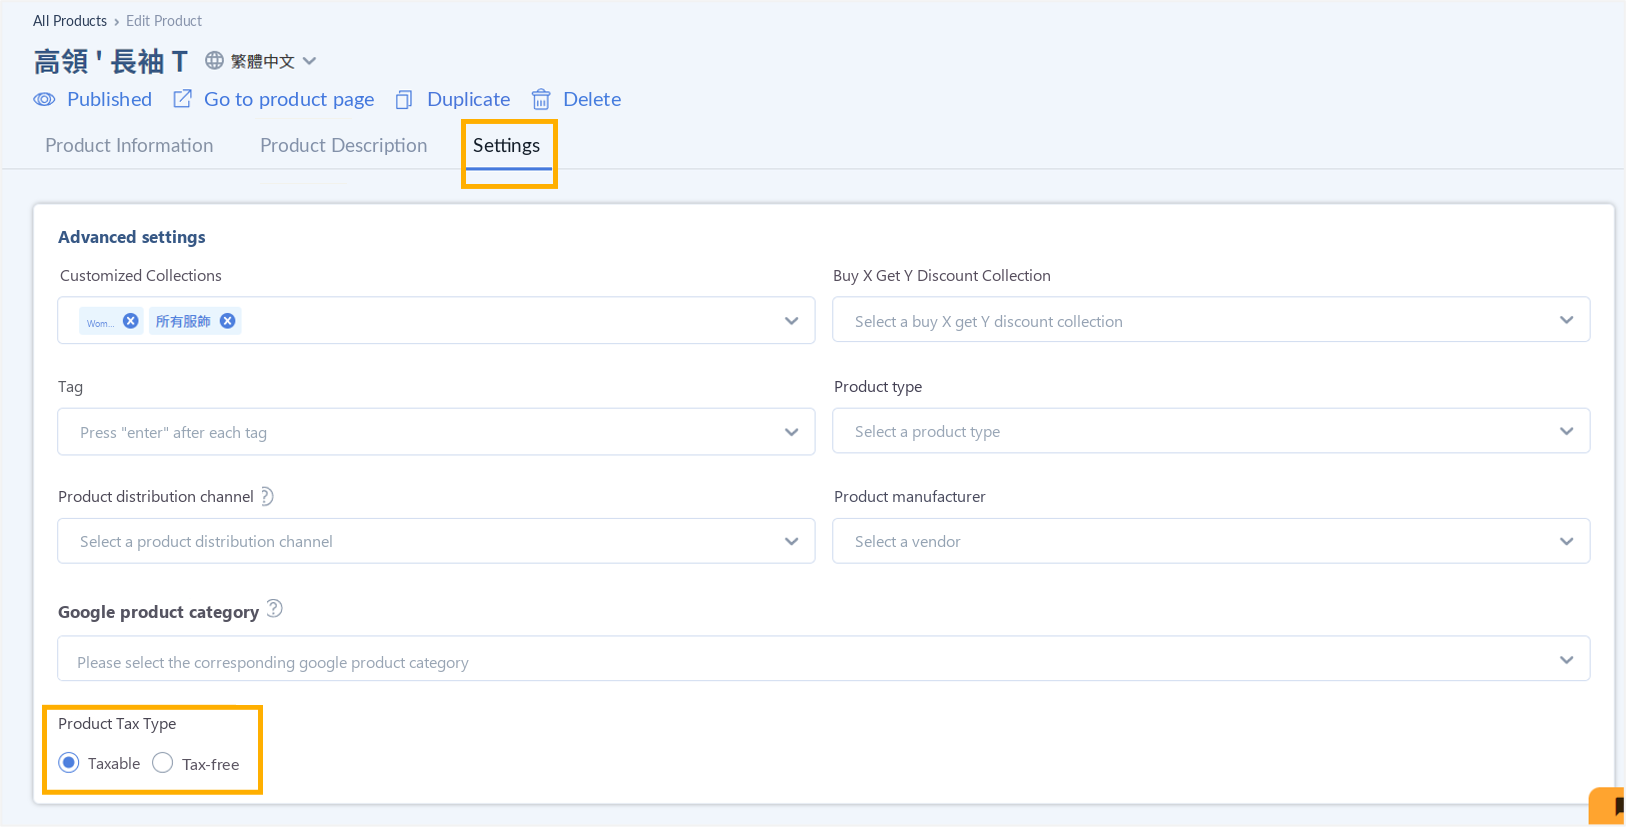 All Products › Edit Product
高領 ' 長袖 T 繁體中文
Published Go to product page Duplicate Delete
Product Information Product Description Settings
Advanced settings
Customized Collections Buy X Get Y Discount Collection
Wom... 所有服飾 Select a buy X get Y discount collection
Tag Product type
Press "enter" after each tag Select a product type
Product distribution channel ? Product manufacturer
Select a product distribution channel Select a vendor
Google product category ?
Please select the corresponding google product category
Product Tax Type
Taxable Tax-free